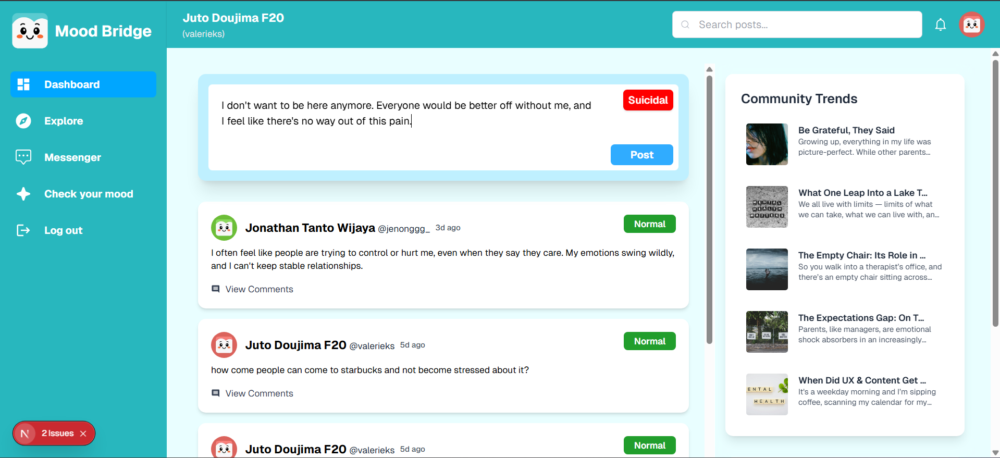 Mood Bridge
Dashboard
Explore
Messenger
Check your mood
Log out
2 Issues
Juto Doujima F20
(valerieks)
Search posts...
I don't want to be here anymore. Everyone would be better off without me, and
I feel like there's no way out of this pain.
Suicidal
Post
Jonathan Tanto Wijaya @jenonggg_ 3d ago
Normal
I often feel like people are trying to control or hurt me, even when they say they care. My emotions swing wildly,
and I can't keep stable relationships.
View Comments
Juto Doujima F20 @valerieks 5d ago
Normal
how come people can come to starbucks and not become stressed about it?
View Comments
Juto Doujima F20 @valerieks 5d ago
Normal
Community Trends
Be Grateful, They Said
Growing up, everything in my life was
picture-perfect. While other parents...
MENTAL
HEALTH
MATTERS
What One Leap Into a Lake T...
We all live with limits — limits of what
we can take, what we can live with, an...
The Empty Chair: Its Role in ...
So you walk into a therapist’s office, and
there’s an empty chair sitting across...
The Expectations Gap: On T...
Parents, like managers, are emotional
shock absorbers in an increasingly...
ENTAL
HEALTH
When Did UX & Content Get ...
It's a weekday morning and I'm sipping
coffee, scanning my calendar for my...